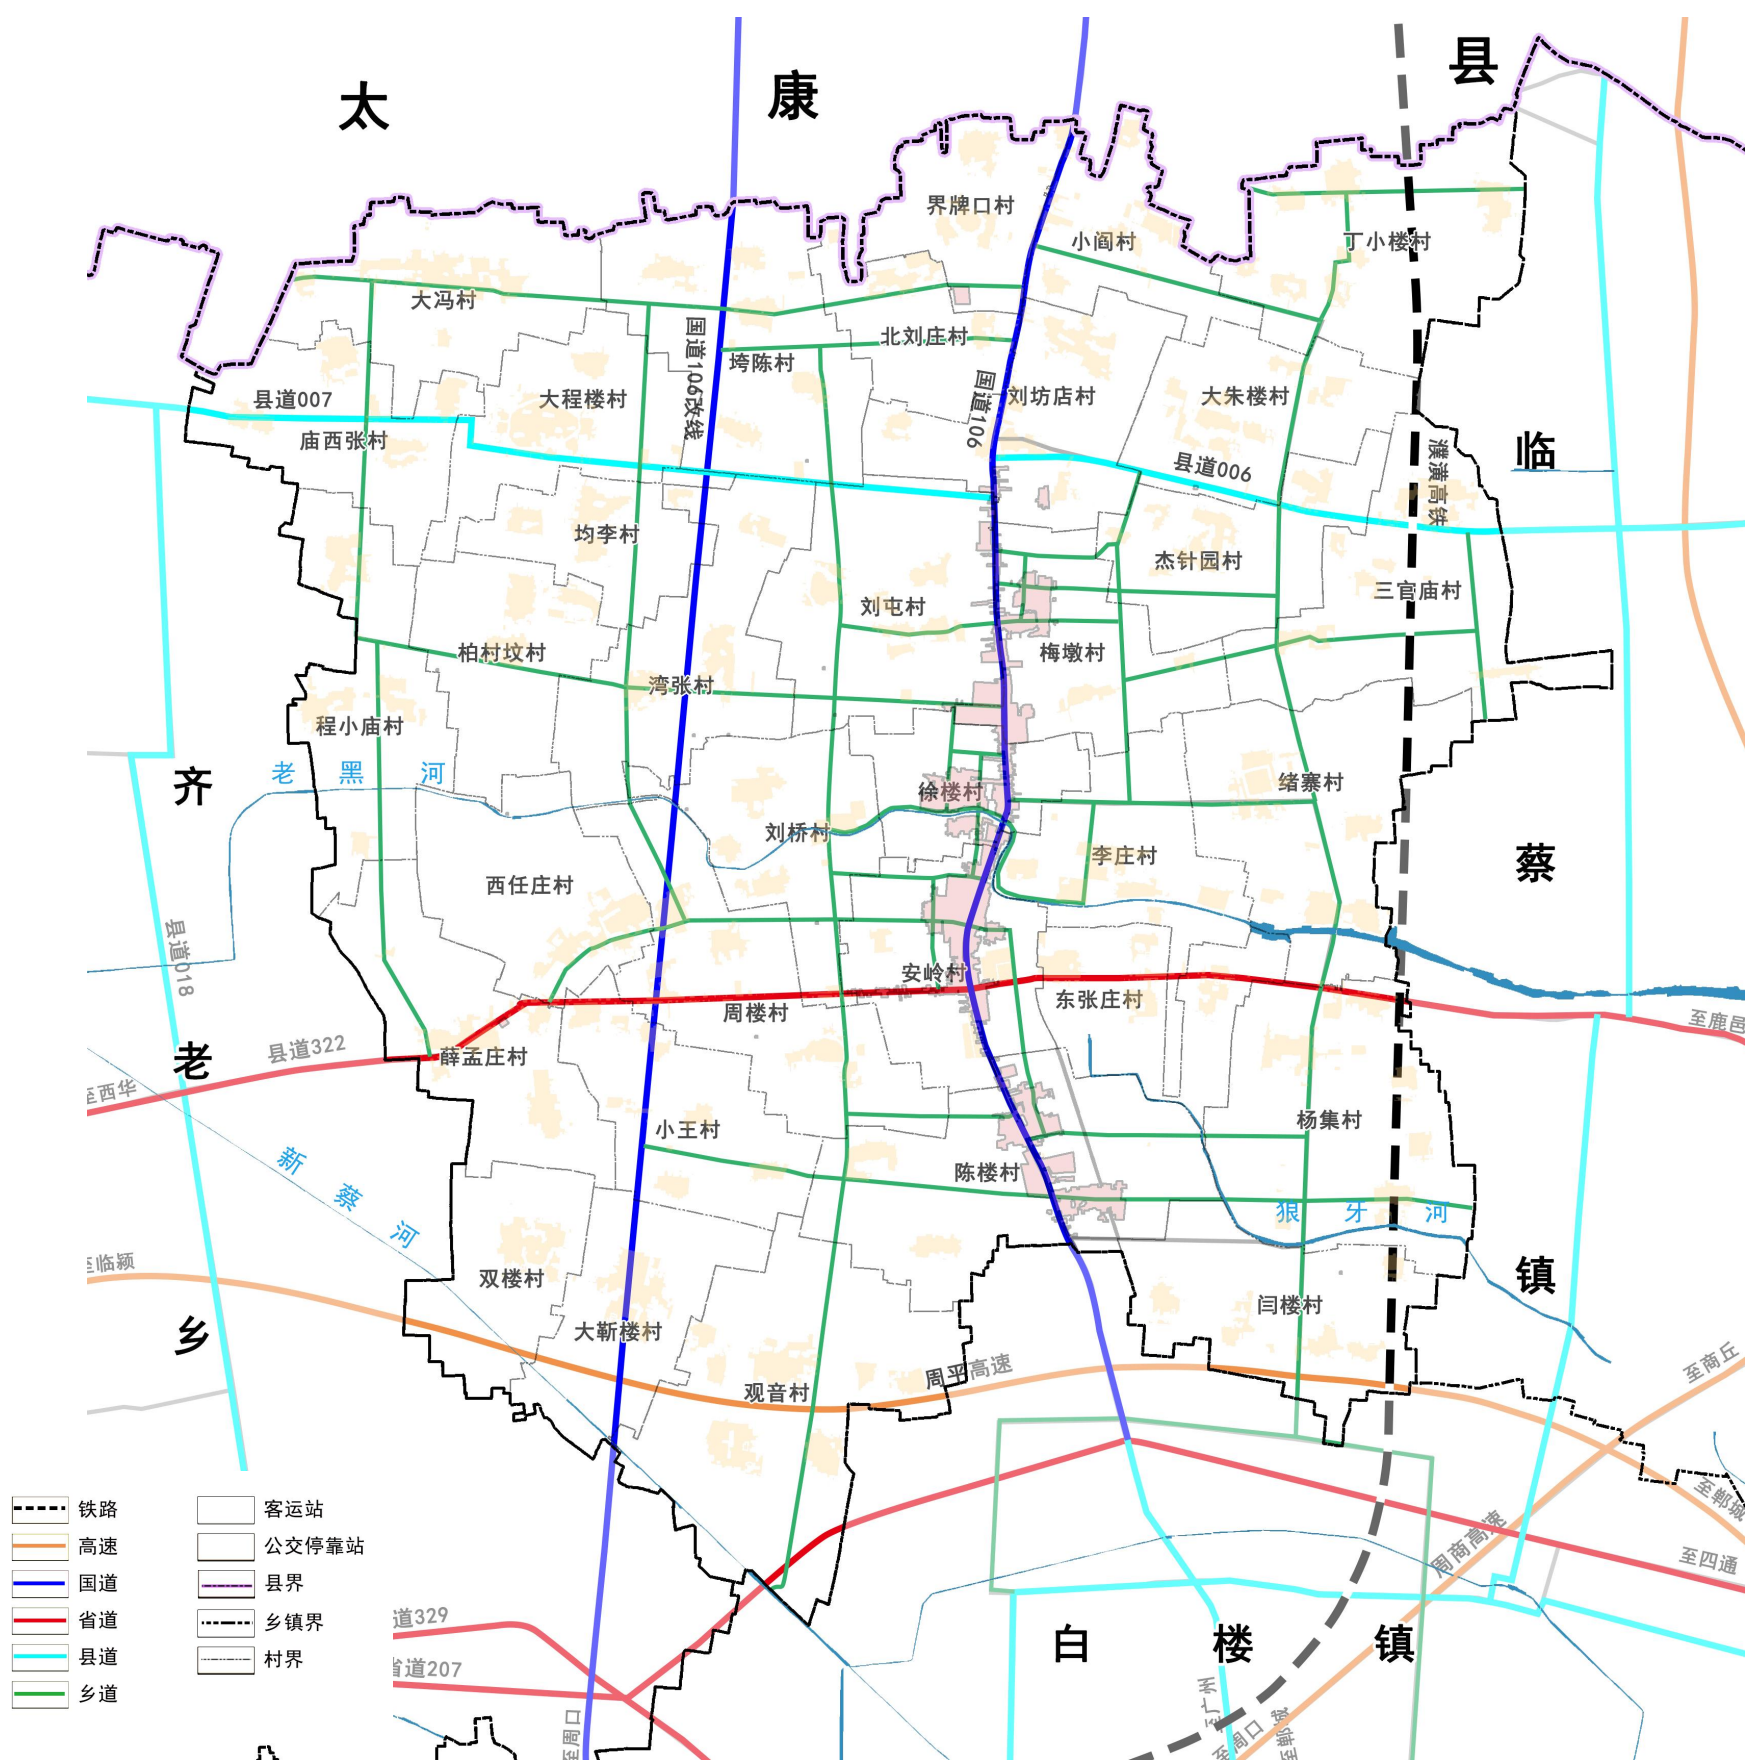 太 康 县
界牌口村
小阎村
丁小楼村
大冯村
北刘庄村
垮陈村
国道106改线
国道106
县道007
大程楼村
刘坊店村
大朱楼村
庙西张村
县道006
濮潢高铁
临
均李村
杰针园村
三官庙村
刘屯村
柏村坟村
梅墩村
湾张村
程小庙村
齐
老 黑 河
徐楼村
绪寨村
刘桥村
李庄村
蔡
西任庄村
县道018
安岭村
东张庄村
周楼村
至鹿邑
县道322
薛孟庄村
老
至西华
小王村
杨集村
新 蔡 河
陈楼村
狼 牙 河
至临颍
双楼村
镇
闫楼村
乡
大靳楼村
周平高速
观音村
至商丘
至郸城
周商高速
至四通
铁路
高速
国道
省道
县道
乡道
客运站
公交停靠站
县界
乡镇界
村界
道329
省道207
白 楼 镇
至周口
至广州
至周口